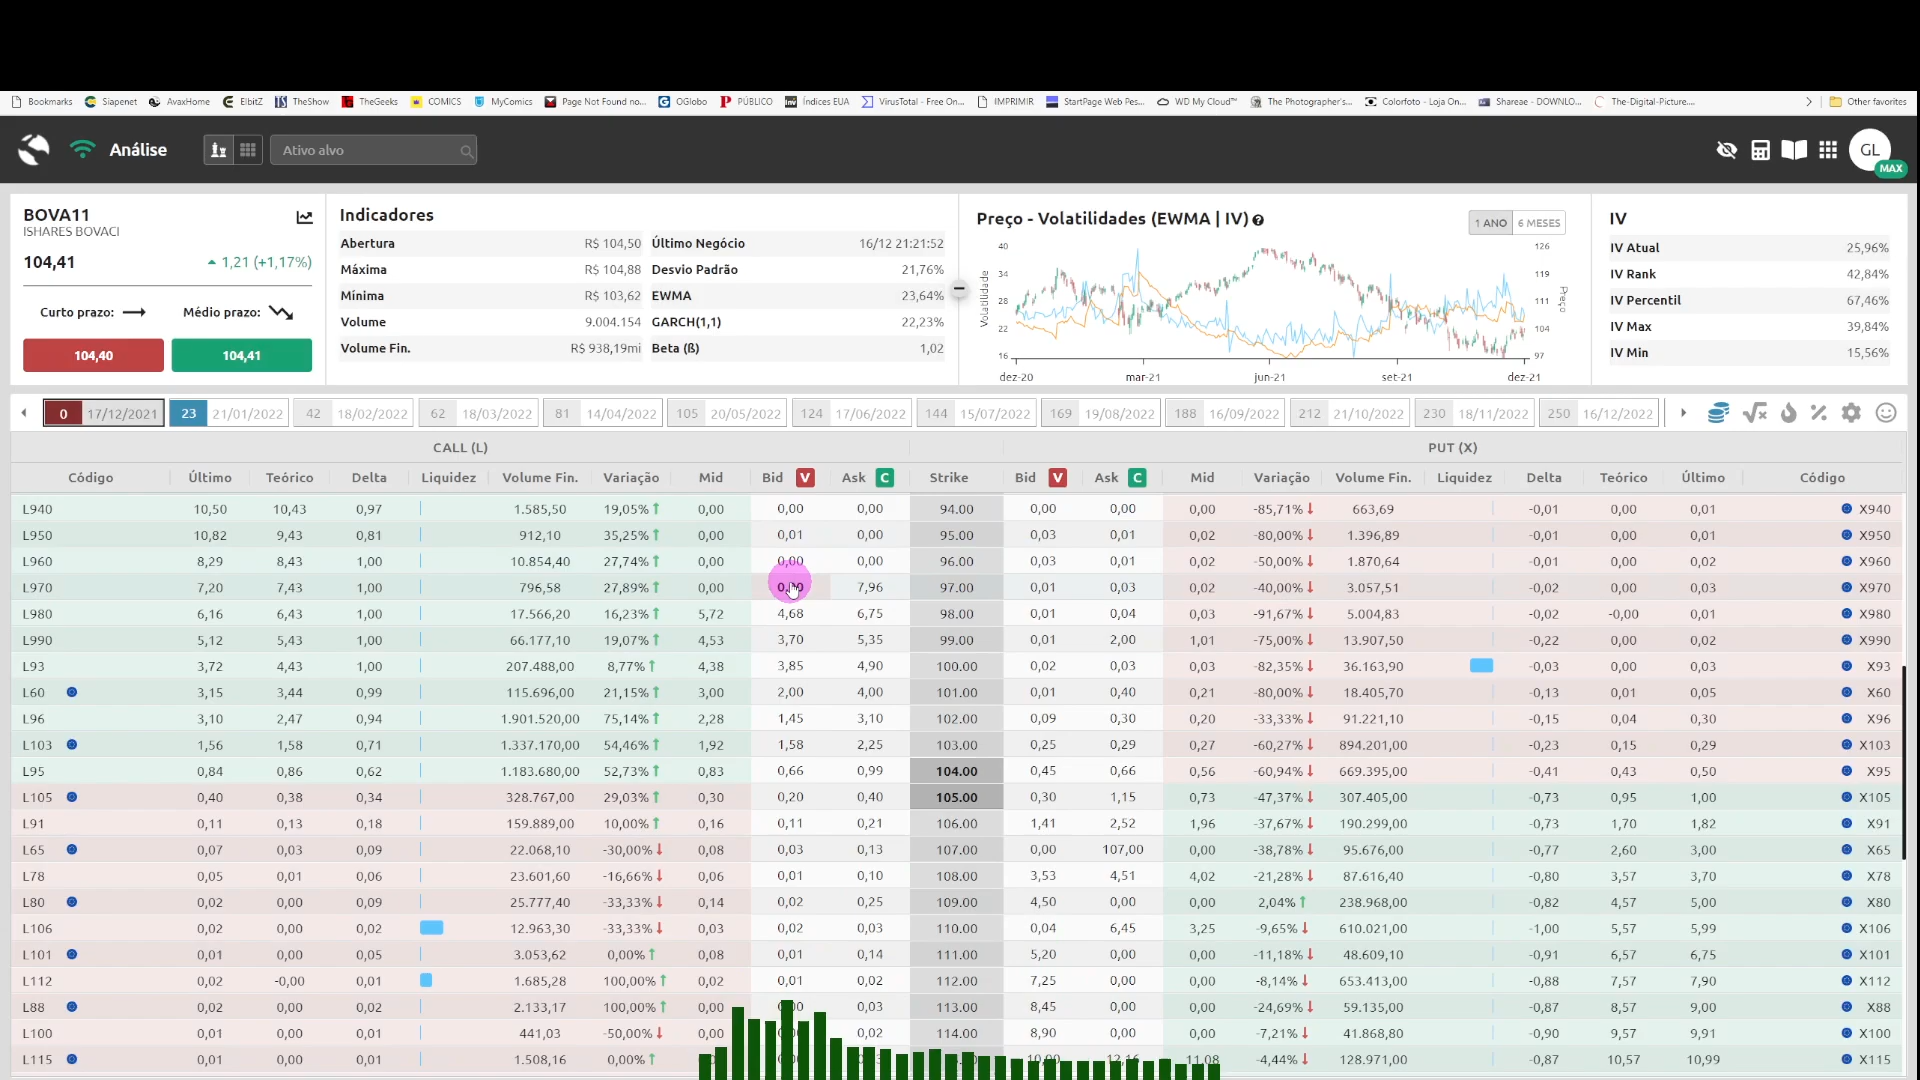 Bookmarks Siapenet AvaxHome ElbitZ TheShow TheGeeks COMICS MyComics Page Not Found no... OGlobo PÚBLICO Índices EUA VirusTotal - Free On... IMPRIMIR StartPage Web Pes... WD My Cloud™ The Photographer's... Colorfoto - Loja On... Shareae - DOWNLO... The-Digital-Picture.... Other favorites
Análise Ativo alvo GL
MAX
BOVA11
ISHARES BOVACI
104,41 1,21 (+1,17%)
Curto prazo: Médio prazo:
104,40 104,41
Indicadores
Abertura R$ 104,50 Último Negócio 16/12 21:21:52
Máxima R$ 104,88 Desvio Padrão 21,76%
Mínima R$ 103,62 EWMA 23,64%
Volume 9.004.154 GARCH(1,1) 22,23%
Volume Fin. R$ 938,19mi Beta (ß) 1,02
Preço - Volatilidades (EWMA | IV) 1 ANO 6 MESES
40 126
34 119
28 111
22 104
16 97
Volatilidade Preço
dez-20 mar-21 jun-21 set-21 dez-21
IV
IV Atual 25,96%
IV Rank 42,84%
IV Percentil 67,46%
IV Max 39,84%
IV Min 15,56%
0 17/12/2021 23 21/01/2022 42 18/02/2022 62 18/03/2022 81 14/04/2022 105 20/05/2022 124 17/06/2022 144 15/07/2022 169 19/08/2022 188 16/09/2022 212 21/10/2022 230 18/11/2022 250 16/12/2022
CALL (L) PUT (X)
Código Último Teórico Delta Liquidez Volume Fin. Variação Mid Bid V Ask C Strike Bid V Ask C Mid Variação Volume Fin. Liquidez Delta Teórico Último Código
L940 10,50 10,43 0,97 1.585,50 19,05% 0,00 0,00 0,00 94.00 0,00 0,00 0,00 -85,71% 663,69 -0,01 0,00 0,01 X940
L950 10,82 9,43 0,81 912,10 35,25% 0,00 0,01 0,00 95.00 0,03 0,01 0,02 -80,00% 1.396,89 -0,01 0,00 0,01 X950
L960 8,29 8,43 1,00 10.854,40 27,74% 0,00 0,00 0,00 96.00 0,03 0,01 0,02 -50,00% 1.870,64 -0,01 0,00 0,02 X960
L970 7,20 7,43 1,00 796,58 27,89% 0,00 7,96 97.00 0,01 0,03 0,02 -40,00% 3.057,51 -0,02 0,00 0,03 X970
L980 6,16 6,43 1,00 17.566,20 16,23% 5,72 4,68 6,75 98.00 0,01 0,04 0,03 -91,67% 5.004,83 -0,02 -0,00 0,01 X980
L990 5,12 5,43 1,00 66.177,10 19,07% 4,53 3,70 5,35 99.00 0,01 2,00 1,01 -75,00% 13.907,50 -0,22 0,00 0,02 X990
L93 3,72 4,43 1,00 207.488,00 8,77% 4,38 3,85 4,90 100.00 0,02 0,03 0,03 -82,35% 36.163,90 -0,03 0,00 0,03 X93
L60 3,15 3,44 0,99 115.696,00 21,15% 3,00 2,00 4,00 101.00 0,01 0,40 0,21 -80,00% 18.405,70 -0,13 0,01 0,05 X60
L96 3,10 2,47 0,94 1.901.520,00 75,14% 2,28 1,45 3,10 102.00 0,09 0,30 0,20 -33,33% 91.221,10 -0,15 0,04 0,30 X96
L103 1,56 1,58 0,71 1.337.170,00 54,46% 1,92 1,58 2,25 103.00 0,25 0,29 0,27 -60,27% 894.201,00 -0,23 0,15 0,29 X103
L95 0,84 0,86 0,62 1.183.680,00 52,73% 0,83 0,66 0,99 104.00 0,45 0,66 0,56 -60,94% 669.395,00 -0,41 0,43 0,50 X95
L105 0,40 0,38 0,34 328.767,00 29,03% 0,30 0,20 0,40 105.00 0,30 1,15 0,73 -47,37% 307.405,00 -0,73 0,95 1,00 X105
L91 0,11 0,13 0,18 159.889,00 10,00% 0,16 0,11 0,21 106.00 1,41 2,52 1,96 -37,67% 190.299,00 -0,73 1,70 1,82 X91
L65 0,07 0,03 0,09 22.068,10 -30,00% 0,08 0,03 0,13 107.00 0,00 107,00 0,00 -38,78% 95.676,00 -0,77 2,60 3,00 X65
L78 0,05 0,01 0,06 23.601,60 -16,66% 0,06 0,01 0,10 108.00 3,53 4,51 4,02 -21,28% 87.616,40 -0,80 3,57 3,70 X78
L80 0,02 0,00 0,09 25.777,40 -33,33% 0,14 0,02 0,25 109.00 4,50 0,00 0,00 2,04% 238.968,00 -0,82 4,57 5,00 X80
L106 0,02 0,00 0,02 12.963,30 -33,33% 0,03 0,02 0,03 110.00 0,04 6,45 3,25 -9,65% 610.021,00 -1,00 5,57 5,99 X106
L101 0,01 0,00 0,05 3.053,62 0,00% 0,08 0,01 0,14 111.00 5,20 0,00 0,00 -11,18% 48.609,10 -0,91 6,57 6,75 X101
L112 0,02 -0,00 0,01 1.685,28 100,00% 0,02 0,01 0,02 112.00 7,25 0,00 0,00 -8,14% 653.413,00 -0,88 7,57 7,90 X112
L88 0,02 0,00 0,02 2.133,17 100,00% 0,00 0,03 113.00 8,45 0,00 0,00 -24,69% 59.135,00 -0,87 8,57 9,00 X88
L100 0,01 0,00 0,01 441,03 -50,00% 0,00 0,02 114.00 8,90 0,00 0,00 -7,21% 41.868,80 -0,90 9,57 9,91 X100
L115 0,01 0,00 0,01 1.508,16 0,00% 10,00 12,16 11,08 -4,44% 128.971,00 -0,87 10,57 10,99 X115